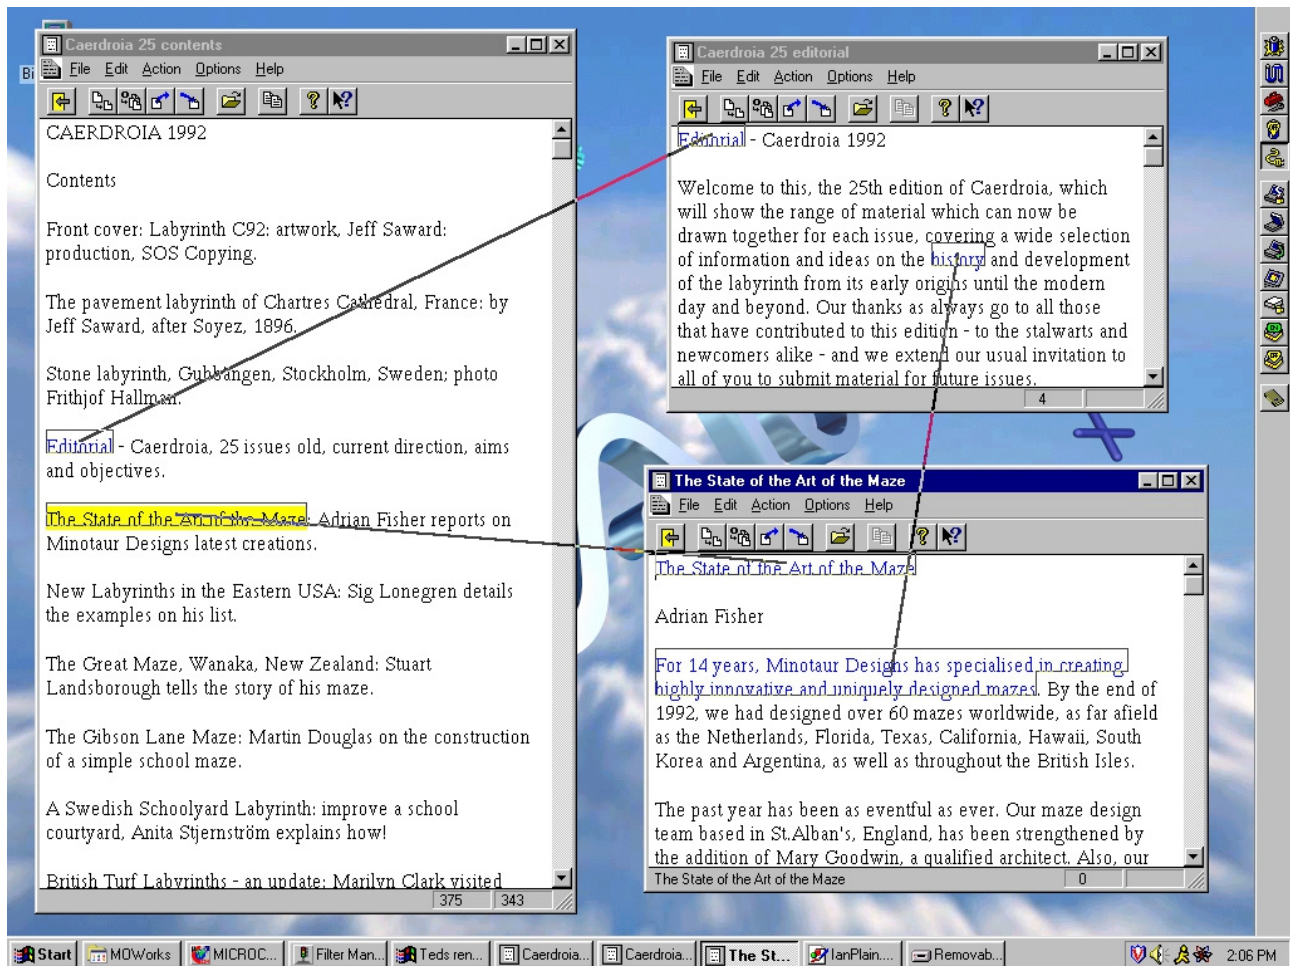 Bi
Caerdroia 25 contents
File Edit Action Options Help
CAERDROIA 1992
Contents
Front cover: Labyrinth C92: artwork, Jeff Saward:
production, SOS Copying.
The pavement labyrinth of Chartres Cathedral, France: by
Jeff Saward, after Soyez, 1896.
Stone labyrinth, Gubbangen, Stockholm, Sweden; photo
Frithjof Hallman.
Editorial - Caerdroia, 25 issues old, current direction, aims
and objectives.
The State of the Art of the Maze: Adrian Fisher reports on
Minotaur Designs latest creations.
New Labyrinths in the Eastern USA: Sig Lonegren details
the examples on his list.
The Great Maze, Wanaka, New Zealand: Stuart
Landsborough tells the story of his maze.
The Gibson Lane Maze: Martin Douglas on the construction
of a simple school maze.
A Swedish Schoolyard Labyrinth: improve a school
courtyard, Anita Stjernström explains how!
British Turf Labyrinths - an update: Marilyn Clark visited
375 343
Caerdroia 25 editorial
File Edit Action Options Help
Editorial - Caerdroia 1992
Welcome to this, the 25th edition of Caerdroia, which
will show the range of material which can now be
drawn together for each issue, covering a wide selection
of information and ideas on the history and development
of the labyrinth from its early origins until the modern
day and beyond. Our thanks as always go to all those
that have contributed to this edition - to the stalwarts and
newcomers alike - and we extend our usual invitation to
all of you to submit material for future issues.
4
The State of the Art of the Maze
File Edit Action Options Help
The State of the Art of the Maze
Adrian Fisher
For 14 years, Minotaur Designs has specialised in creating
highly innovative and uniquely designed mazes. By the end of
1992, we had designed over 60 mazes worldwide, as far afield
as the Netherlands, Florida, Texas, California, Hawaii, South
Korea and Argentina, as well as throughout the British Isles.
The past year has been as eventful as ever. Our maze design
team based in St.Alban's, England, has been strengthened by
the addition of Mary Goodwin, a qualified architect. Also, our
The State of the Art of the Maze 0
Start MOWorks MICROC... Filter Man... Teds ren... Caerdroia... Caerdroia... The St... IanPlain.... Removab... 2:06 PM